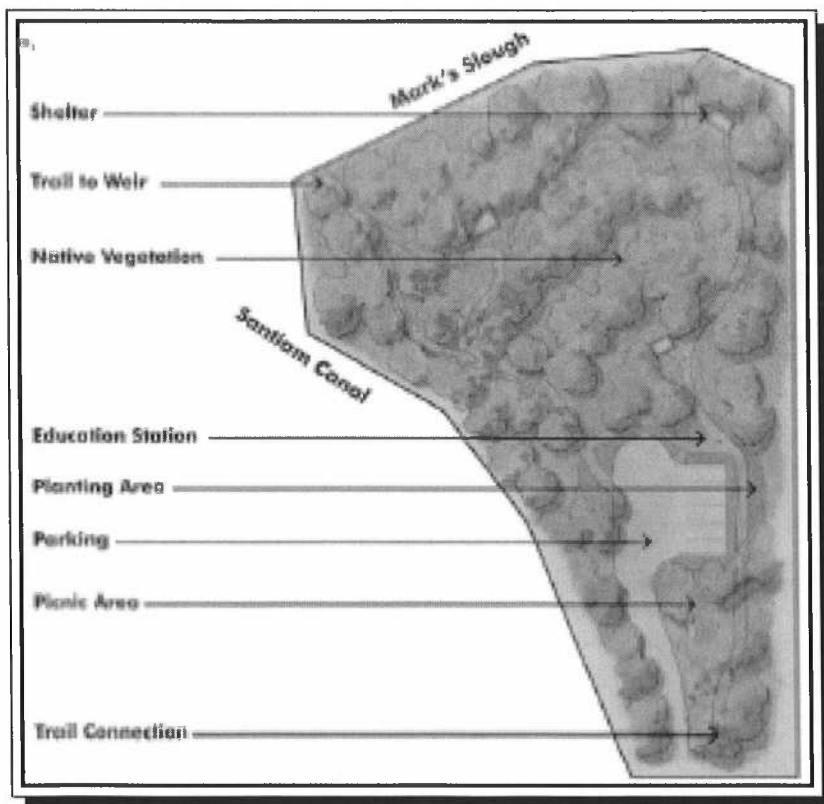 Mark's Slough
Shelter
Trail to Weir
Native Vegetation
Santiam Canal
Education Station
Planting Area
Parking
Picnic Area
Trail Connection